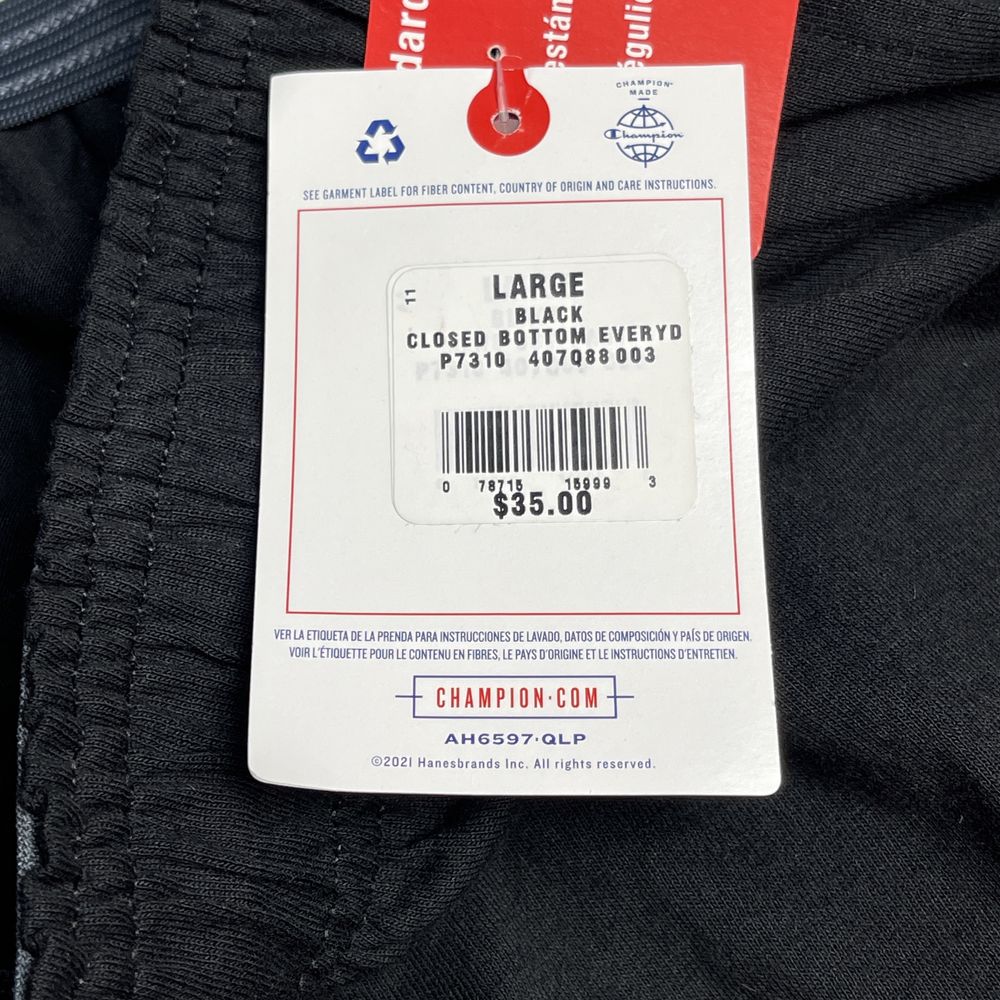 CHAMPION®
MADE
Champion
SEE GARMENT LABEL FOR FIBER CONTENT, COUNTRY OF ORIGIN AND CARE INSTRUCTIONS.
11
LARGE
BLACK
CLOSED BOTTOM EVERYD
P7310 407Q88 003
0 78715 15999 3
$35.00
VER LA ETIQUETA DE LA PRENDA PARA INSTRUCCIONES DE LAVADO, DATOS DE COMPOSICIÓN Y PAÍS DE ORIGEN.
VOIR L'ÉTIQUETTE POUR LE CONTENU EN FIBRES, LE PAYS D'ORIGINE ET LE INSTRUCTIONS D'ENTRETIEN.
CHAMPION·COM
AH6597·QLP
©2021 Hanesbrands Inc. All rights reserved.